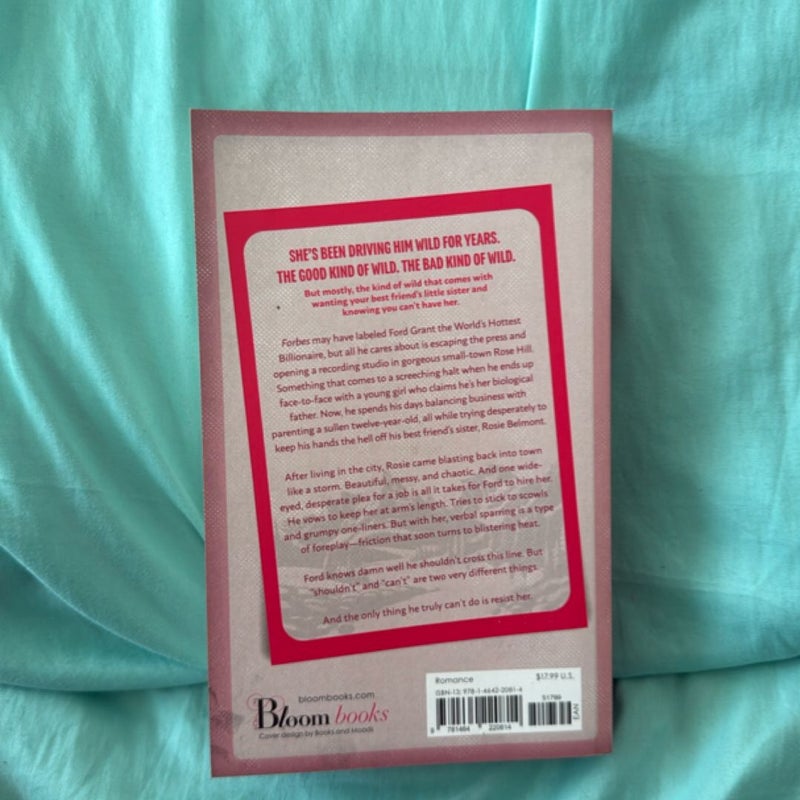 SHE'S BEEN DRIVING HIM WILD FOR YEARS.
THE GOOD KIND OF WILD. THE BAD KIND OF WILD.
But mostly, the kind of wild that comes with
wanting your best friend's little sister and
knowing you can't have her.
Forbes may have labeled Ford Grant the World's Hottest
Billionaire, but all he cares about is escaping the press and
opening a recording studio in gorgeous small-town Rose Hill.
Something that comes to a screeching halt when he ends up
face-to-face with a young girl who claims he's her biological
father. Now, he spends his days balancing business with
parenting a sullen twelve-year-old, all while trying desperately to
keep his hands the hell off his best friend's sister, Rosie Belmont.
After living in the city, Rosie came blasting back into town
like a storm. Beautiful, messy, and chaotic. And one wide-
eyed, desperate plea for a job is all it takes for Ford to hire her.
He vows to keep her at arm's length. Tries to stick to scowls
and grumpy one-liners. But with her, verbal sparring is a type
of foreplay—friction that soon turns to blistering heat.
Ford knows damn well he shouldn't cross this line. But
"shouldn't" and "can't" are two very different things.
And the only thing he truly can't do is resist her.
bloombooks.com
Bloom books
Cover design by Books and Moods
Romance $17.99 U.S.
ISBN-13: 978-1-4642-2081-4
51799
9 781464 220814
EAN